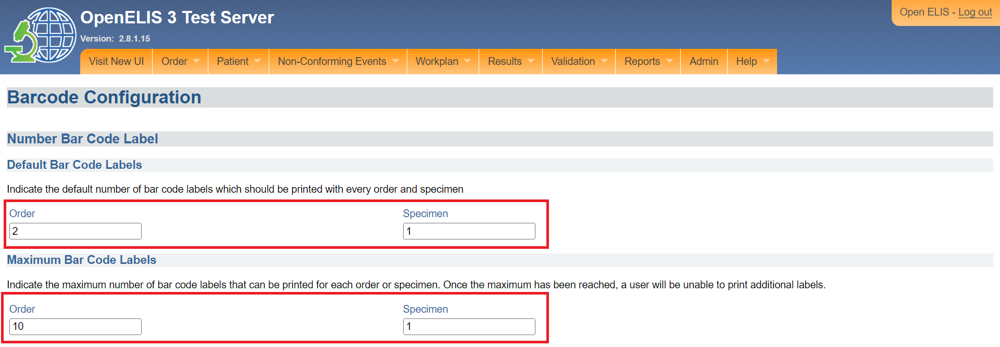 OpenELIS 3 Test Server
Open ELIS - Log out
Version: 2.8.1.15
Visit New UI Order Patient Non-Conforming Events Workplan Results Validation Reports Admin Help
Barcode Configuration
Number Bar Code Label
Default Bar Code Labels
Indicate the default number of bar code labels which should be printed with every order and specimen
Order Specimen
2 1
Maximum Bar Code Labels
Indicate the maximum number of bar code labels that can be printed for each order or specimen. Once the maximum has been reached, a user will be unable to print additional labels.
Order Specimen
10 1